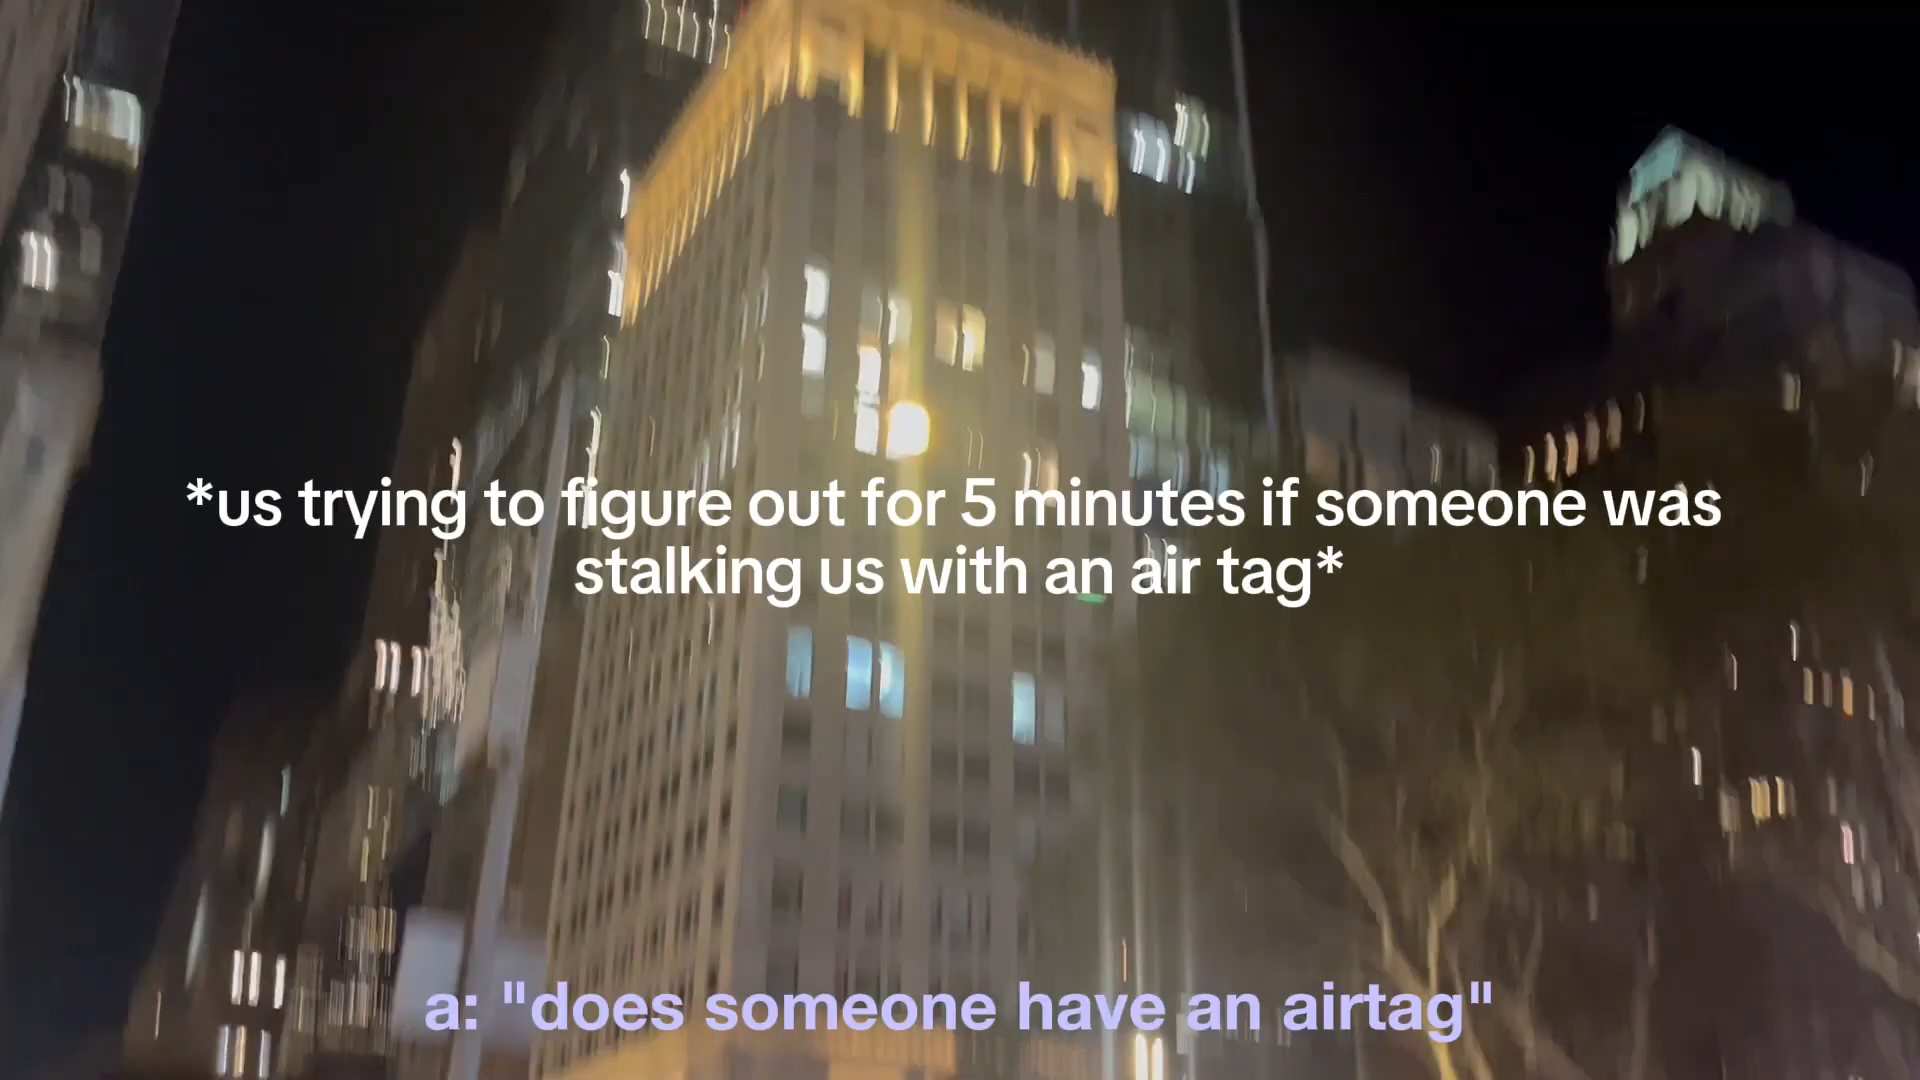 *us trying to figure out for 5 minutes if someone was
stalking us with an air tag*
a: "does someone have an airtag"